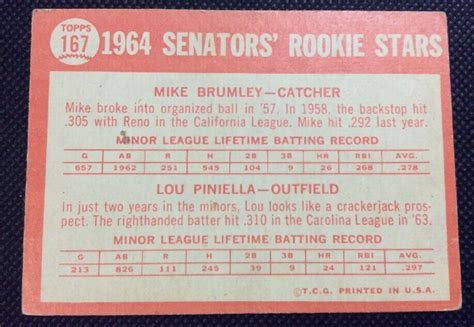 TOPPS
167
1964 SENATORS' ROOKIE STARS
MIKE BRUMLEY—CATCHER
Mike broke into organized ball in '57. In 1958, the backstop hit
.305 with Reno in the California League. Mike hit .292 last year.
MINOR LEAGUE LIFETIME BATTING RECORD
G AB R H 2B 3B HR RBI AVG.
657 1962 251 545 104 9 26 268 .278
LOU PINIELLA—OUTFIELD
In just two years in the minors, Lou looks like a crackerjack pros-
pect. The righthanded batter hit .310 in the Carolina League in '63.
MINOR LEAGUE LIFETIME BATTING RECORD
G AB R H 2B 3B HR RBI AVG.
213 826 111 245 39 9 24 121 .297
©T.C.G. PRINTED IN U.S.A.